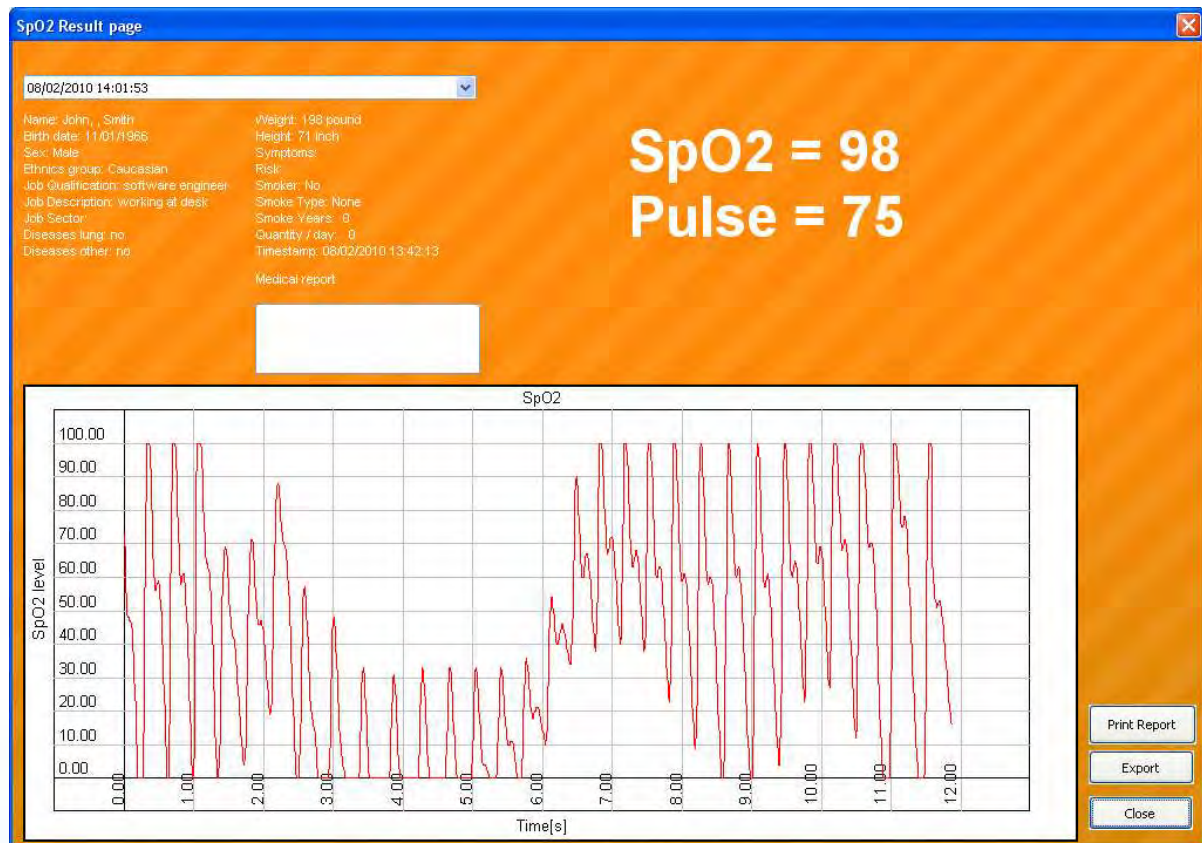 SpO2 Result page
08/02/2010 14:01:53
Name: John, , Smith
Birth date: 11/01/1966
Sex: Male
Ethnics group: Caucasian
Job Qualification: software engineer
Job Description: working at desk
Job Sector:
Diseases lung: no
Diseases other: no
Weight: 198 pound
Height: 71 inch
Symptoms:
Risk:
Smoker: No
Smoke Type: None
Smoke Years: 0
Quantity / day: 0
Timestamp: 08/02/2010 13:42:13
Medical report
SpO2 = 98
Pulse = 75
SpO2
SpO2 level
100.00
90.00
80.00
70.00
60.00
50.00
40.00
30.00
20.00
10.00
0.00
0.00 1.00 2.00 3.00 4.00 5.00 6.00 7.00 8.00 9.00 10.00 11.00 12.00
Time[s]
Print Report
Export
Close